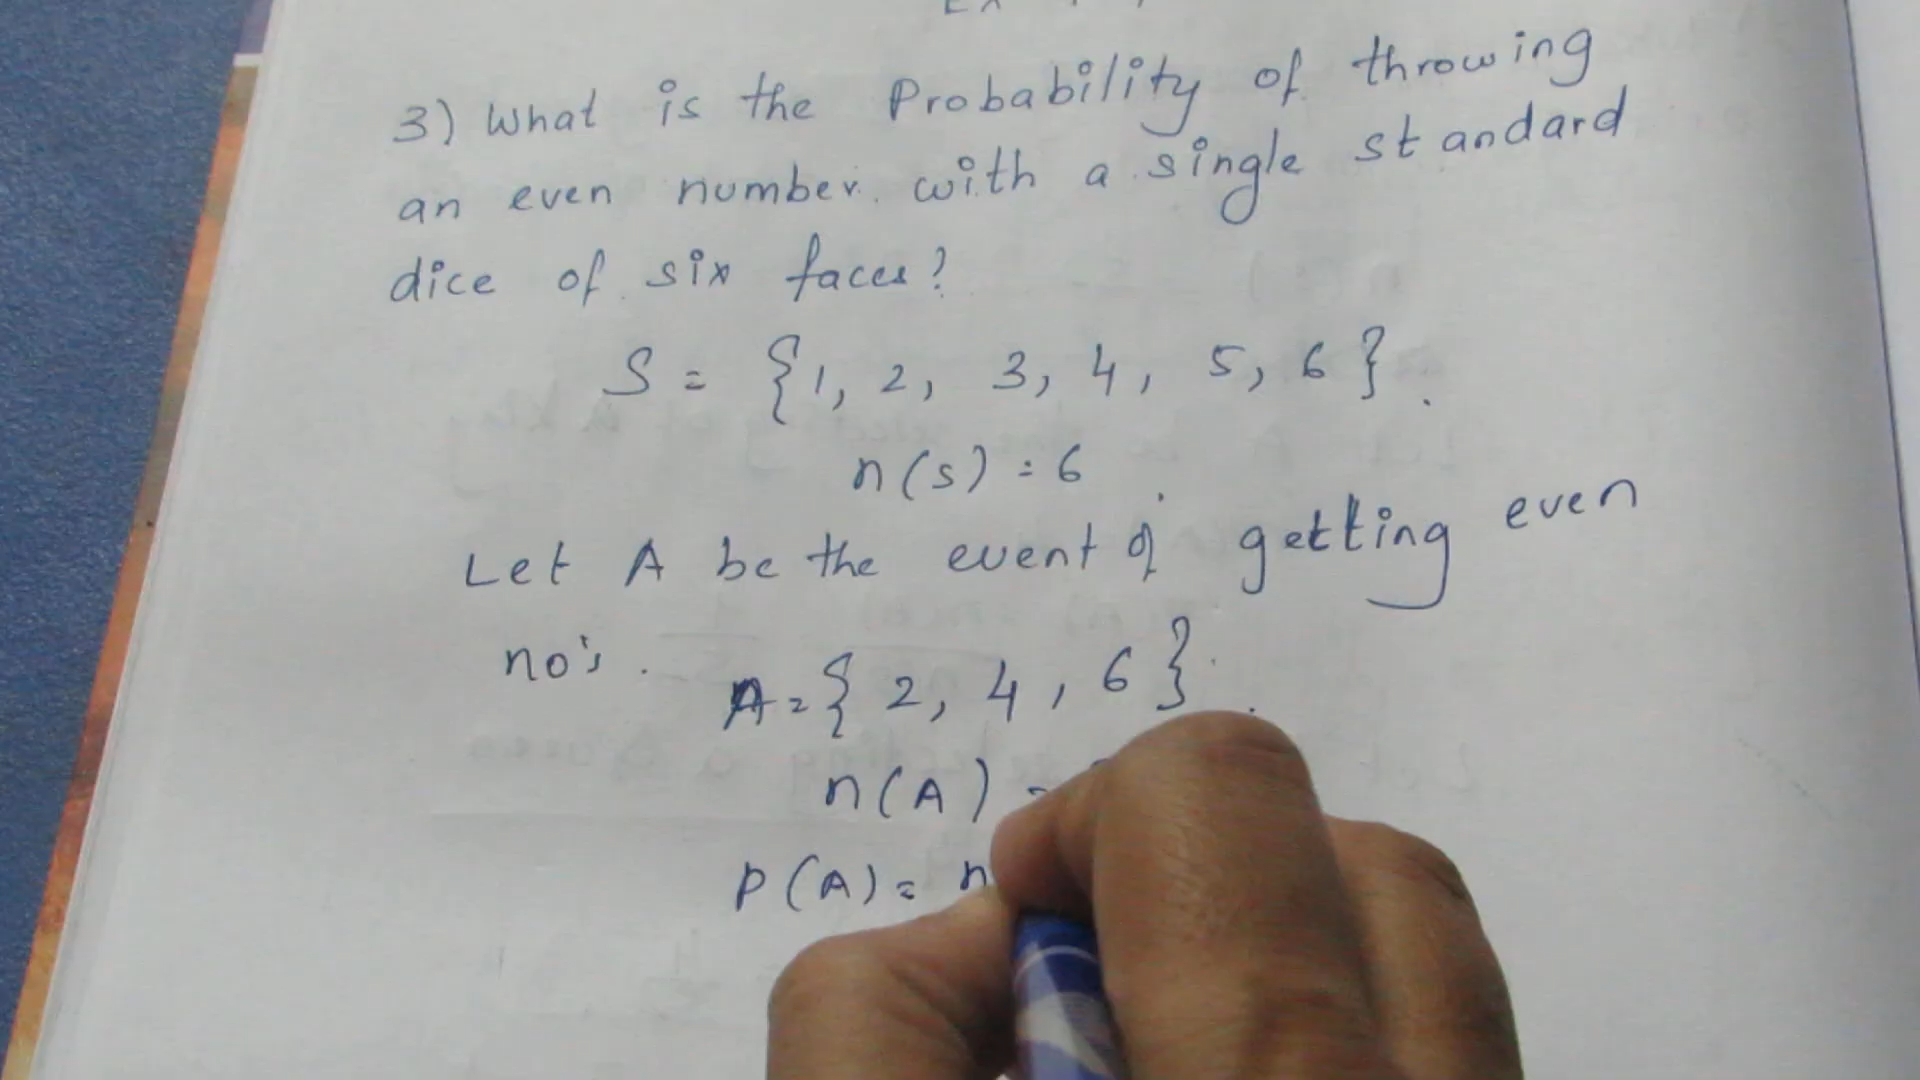 3) What is the Probability of throwing
an even number with a single standard
dice of six faces?
S = {1, 2, 3, 4, 5, 6}.
n(s) = 6
Let A be the event of getting even
no's.
A = {2, 4, 6}.
n(A) =
P(A) = n